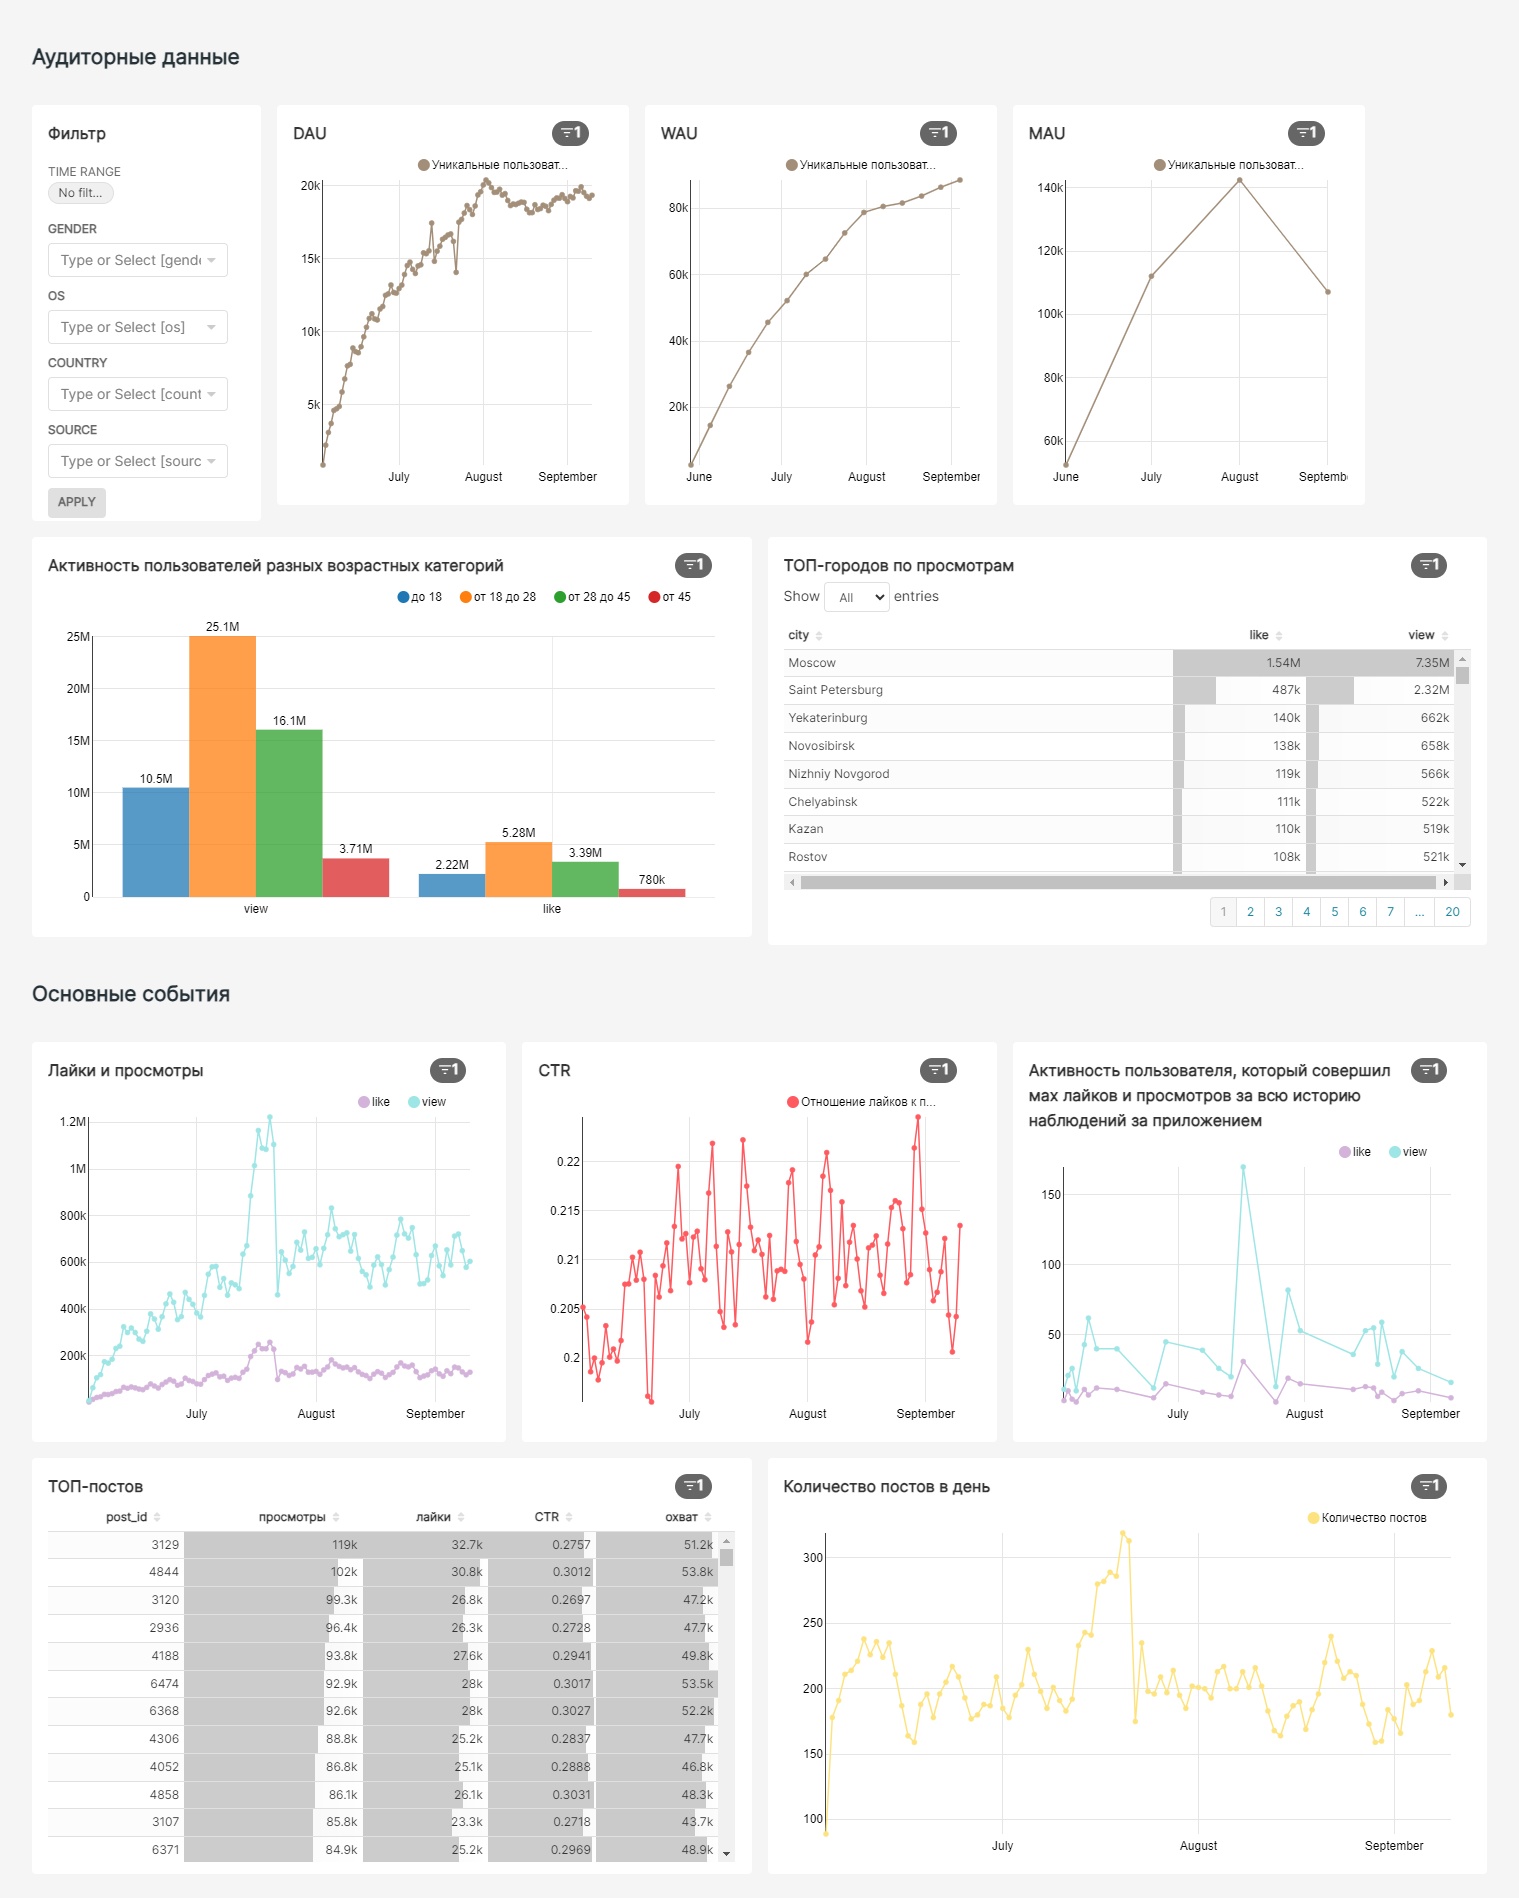 Аудиторные данные
Фильтр
TIME RANGE
No filt...
GENDER
Type or Select [gende
OS
Type or Select [os]
COUNTRY
Type or Select [count
SOURCE
Type or Select [sourc
APPLY
DAU
1
Уникальные пользоват...
20k
15k
10k
5k
July August September
WAU
1
Уникальные пользоват...
80k
60k
40k
20k
June July August September
MAU
1
Уникальные пользоват...
140k
120k
100k
80k
60k
June July August Septemb
Активность пользователей разных возрастных категорий
1
до 18 от 18 до 28 от 28 до 45 от 45
25M
20M
15M
10M
5M
0
10.5M 25.1M 16.1M 3.71M
2.22M 5.28M 3.39M 780k
view like
ТОП-городов по просмотрам
1
Show All entries
city like view
Moscow 1.54M 7.35M
Saint Petersburg 487k 2.32M
Yekaterinburg 140k 662k
Novosibirsk 138k 658k
Nizhniy Novgorod 119k 566k
Chelyabinsk 111k 522k
Kazan 110k 519k
Rostov 108k 521k
1 2 3 4 5 6 7 ... 20
Основные события
Лайки и просмотры
1
like view
1.2M
1M
800k
600k
400k
200k
July August September
CTR
1
Отношение лайков к п...
0.22
0.215
0.21
0.205
0.2
July August September
Активность пользователя, который совершил
мах лайков и просмотров за всю историю
наблюдений за приложением
1
like view
150
100
50
July August September
ТОП-постов
1
post_id просмотры лайки CTR охват
3129 119k 32.7k 0.2757 51.2k
4844 102k 30.8k 0.3012 53.8k
3120 99.3k 26.8k 0.2697 47.2k
2936 96.4k 26.3k 0.2728 47.7k
4188 93.8k 27.6k 0.2941 49.8k
6474 92.9k 28k 0.3017 53.5k
6368 92.6k 28k 0.3027 52.2k
4306 88.8k 25.2k 0.2837 47.7k
4052 86.8k 25.1k 0.2888 46.8k
4858 86.1k 26.1k 0.3031 48.3k
3107 85.8k 23.3k 0.2718 43.7k
6371 84.9k 25.2k 0.2969 48.9k
Количество постов в день
1
Количество постов
300
250
200
150
100
July August September